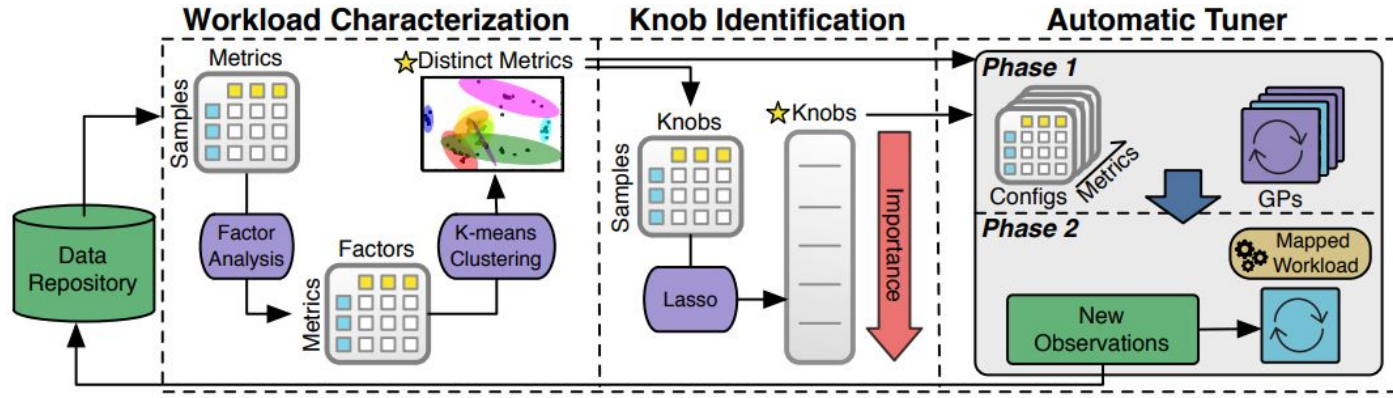 Workload Characterization
Knob Identification
Automatic Tuner
Data
Repository
Metrics
Samples
Factor
Analysis
Factors
Metrics
K-means
Clustering
Distinct Metrics
Knobs
Samples
Lasso
Knobs
Importance
Phase 1
Configs
Metrics
GPs
Phase 2
Mapped
Workload
New
Observations